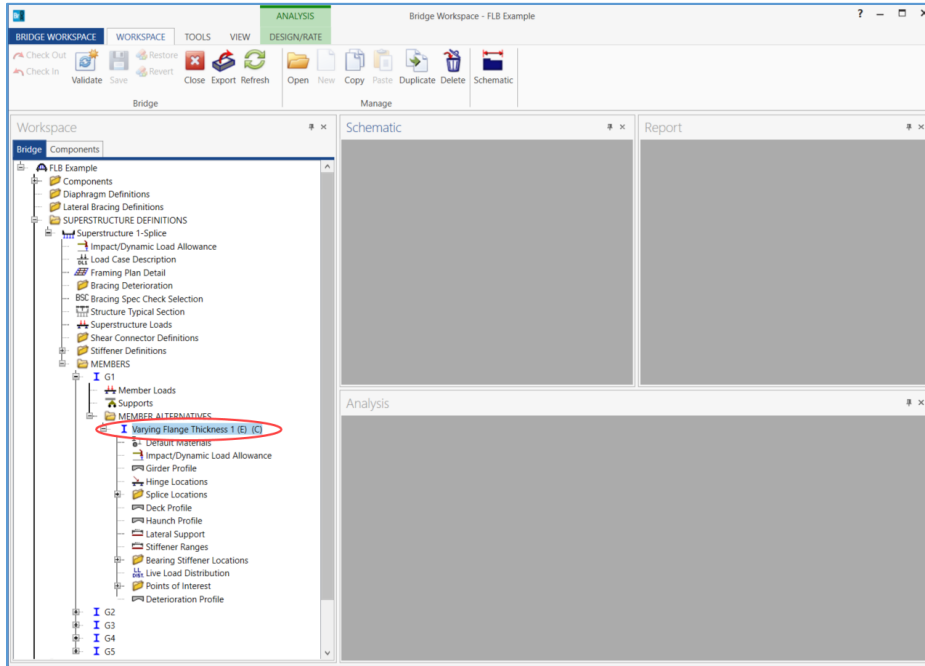 Br
ANALYSIS
Bridge Workspace - FLB Example
?
BRIDGE WORKSPACE WORKSPACE TOOLS VIEW DESIGN/RATE
Check Out
Check In
Validate
Save
Restore
Revert
Close Export Refresh
Open New Copy Paste Duplicate Delete Schematic
Bridge Manage
Workspace
Schematic
Report
Bridge Components
FLB Example
Components
Diaphragm Definitions
Lateral Bracing Definitions
SUPERSTRUCTURE DEFINITIONS
Superstructure 1-Splice
Impact/Dynamic Load Allowance
Load Case Description
Framing Plan Detail
Bracing Deterioration
BSC Bracing Spec Check Selection
Structure Typical Section
Superstructure Loads
Shear Connector Definitions
Stiffener Definitions
MEMBERS
G1
Member Loads
Supports
MEMBER ALTERNATIVES
Analysis
Varying Flange Thickness 1 (E) (C)
Default Materials
Impact/Dynamic Load Allowance
Girder Profile
Hinge Locations
Splice Locations
Deck Profile
Haunch Profile
Lateral Support
Stiffener Ranges
Bearing Stiffener Locations
Live Load Distribution
Points of Interest
Deterioration Profile
G2
G3
G4
G5